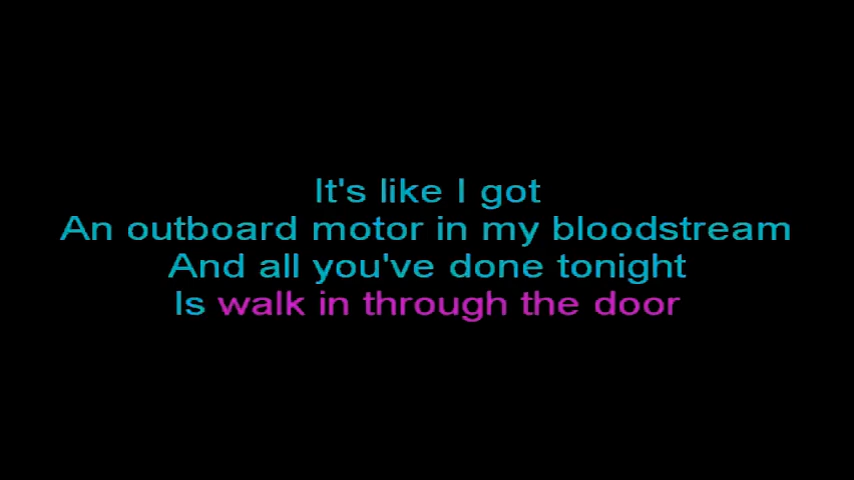 It's like I got
An outboard motor in my bloodstream
And all you've done tonight
Is walk in through the door